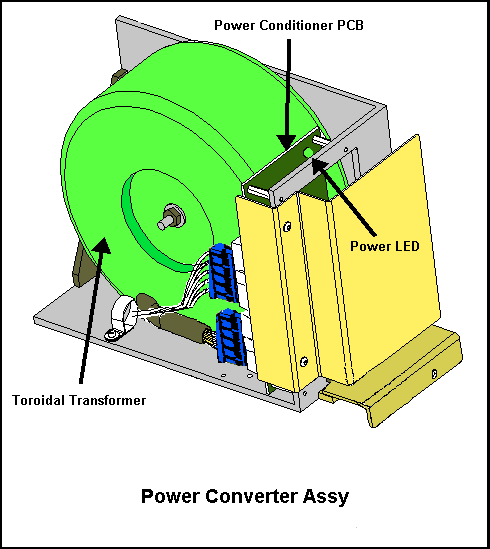 Power Conditioner PCB
Power LED
Toroidal Transformer
Power Converter Assy